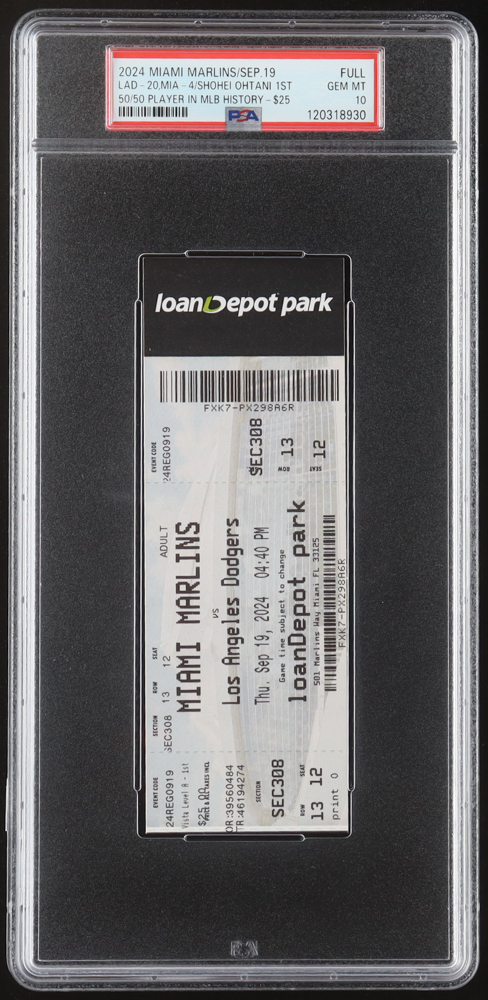 2024 MIAMI MARLINS/SEP.19 FULL
LAD - 20,MIA - 4/SHOHEI OHTANI 1ST GEM MT
50/50 PLAYER IN MLB HISTORY - $25 10
PSA 120318930
loanDepot park
FXK7-PX298A6R
EVENT CODE
24REG0919
SEC308
ROW 13
SEAT 12
ADULT
MIAMI MARLINS
vs
Los Angeles Dodgers
Thu. Sep 19, 2024 04:40 PM
Game time subject to change
loanDepot park
501 Marlins Way Miami FL 33125
FXK7-PX298A6R
SECTION ROW SEAT
SEC308 13 12
EVENT CODE
24REG0919
Vista Level A - 1st
$25.00
OR:39560484
TR:46194274
SECTION
SEC308
ROW SEAT
13 12
print 0